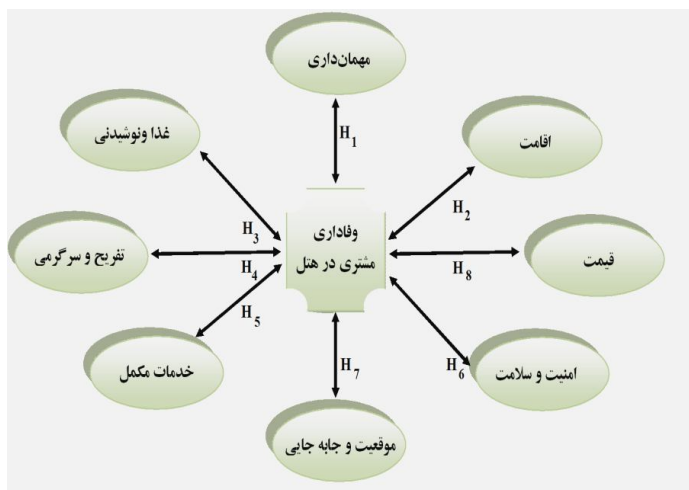 مهمان‌داری
H1
غذا ونوشیدنی
اقامت
H2
H3
وفاداری
مشتری در هتل
تفریح و سرگرمی
H4
قیمت
H8
H5
خدمات مکمل
H6
امنیت و سلامت
H7
موقعیت و جابه جایی